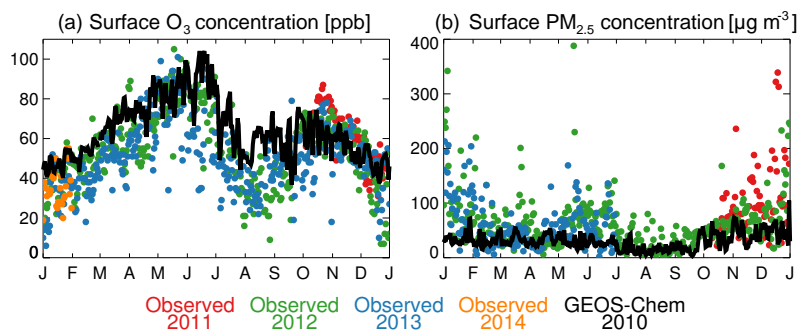 (a) Surface O3 concentration [ppb]
(b) Surface PM2.5 concentration [µg m-3]
100
80
60
40
20
0
J F M A M J J A S O N D J
400
300
200
100
0
J F M A M J J A S O N D J
Observed 2011
Observed 2012
Observed 2013
Observed 2014
GEOS-Chem 2010